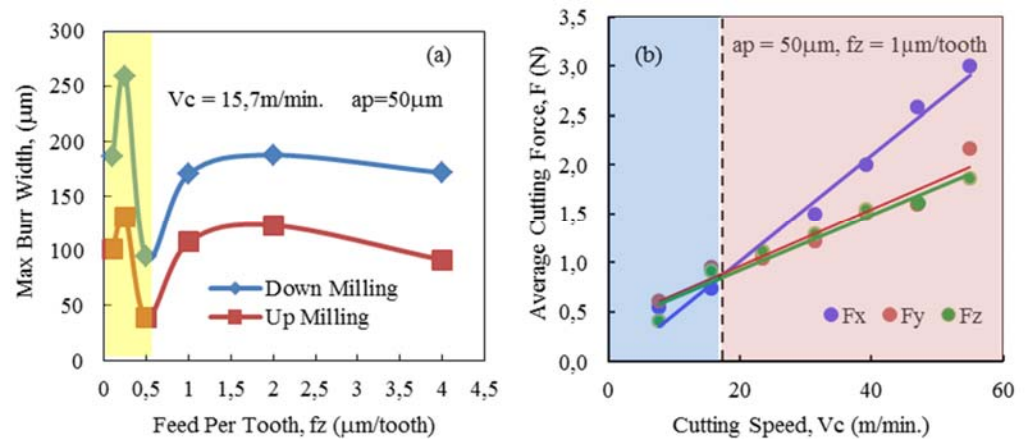 300
250
200
150
100
50
0
Max Burr Width, (μm)
(a)
Vc = 15,7m/min. ap=50μm
Down Milling
Up Milling
0 0,5 1 1,5 2 2,5 3 3,5 4 4,5
Feed Per Tooth, fz (μm/tooth)
3,5
3,0
2,5
2,0
1,5
1,0
0,5
0,0
Average Cutting Force, F (N)
(b)
ap = 50μm, fz = 1μm/tooth
Fx Fy Fz
0 20 40 60
Cutting Speed, Vc (m/min.)